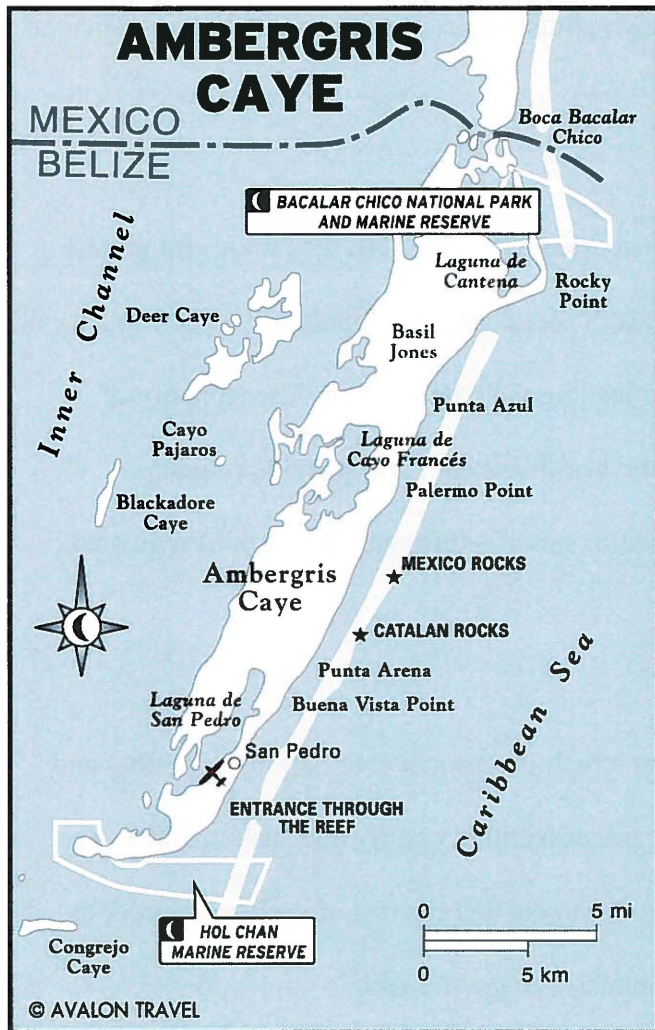 AMBERGRIS
CAYE
MEXICO
BELIZE
Boca Bacalar
Chico
BACALAR CHICO NATIONAL PARK
AND MARINE RESERVE
Laguna de
Cantena
Rocky
Point
Inner Channel
Deer Caye
Basil
Jones
Punta Azul
Cayo
Pajaros
Laguna de
Cayo Francés
Palermo Point
Blackadore
Caye
Ambergris
Caye
MEXICO ROCKS
CATALAN ROCKS
Punta Arena
Laguna de
San Pedro
Buena Vista Point
San Pedro
Caribbean Sea
ENTRANCE THROUGH
THE REEF
HOL CHAN
MARINE RESERVE
Congrejo
Caye
0 5 mi
0 5 km
© AVALON TRAVEL